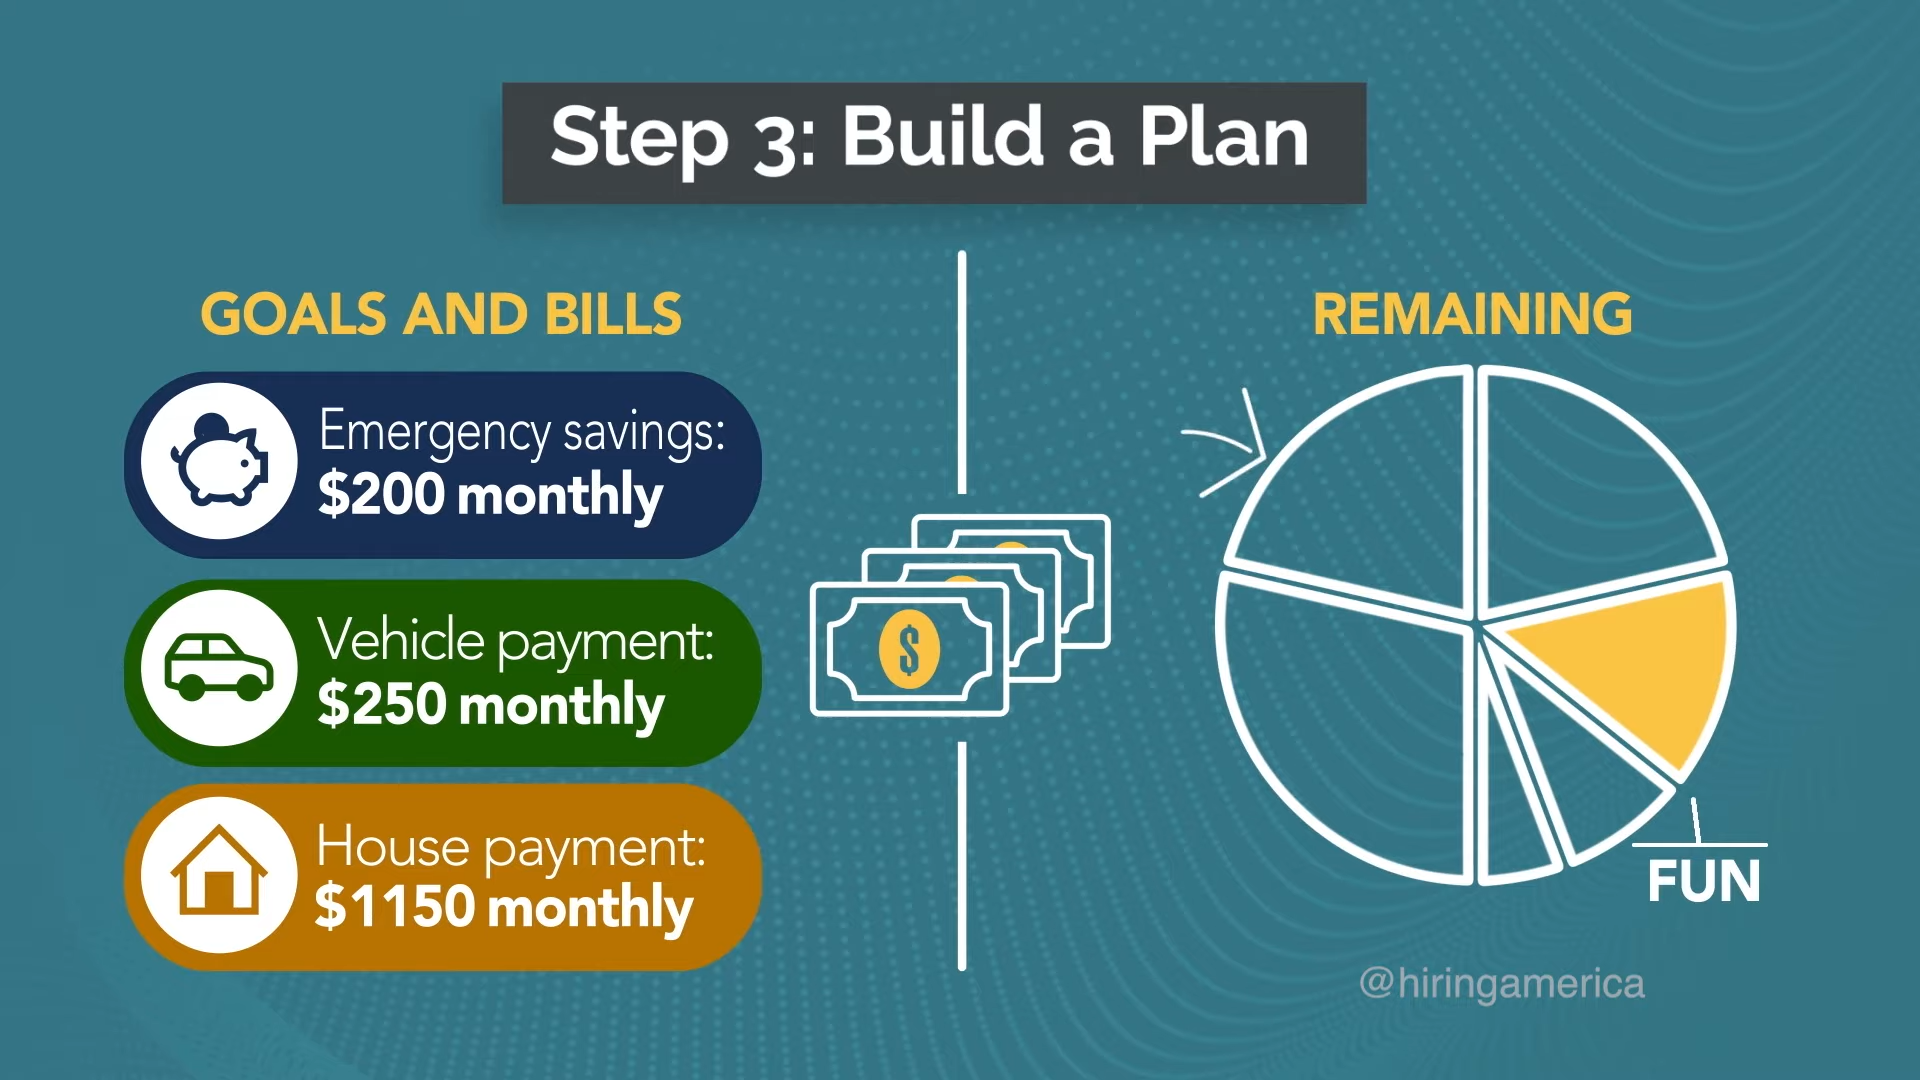 Step 3: Build a Plan
GOALS AND BILLS
Emergency savings:
$200 monthly
Vehicle payment:
$250 monthly
House payment:
$1150 monthly
$
REMAINING
FUN
@hiringamerica